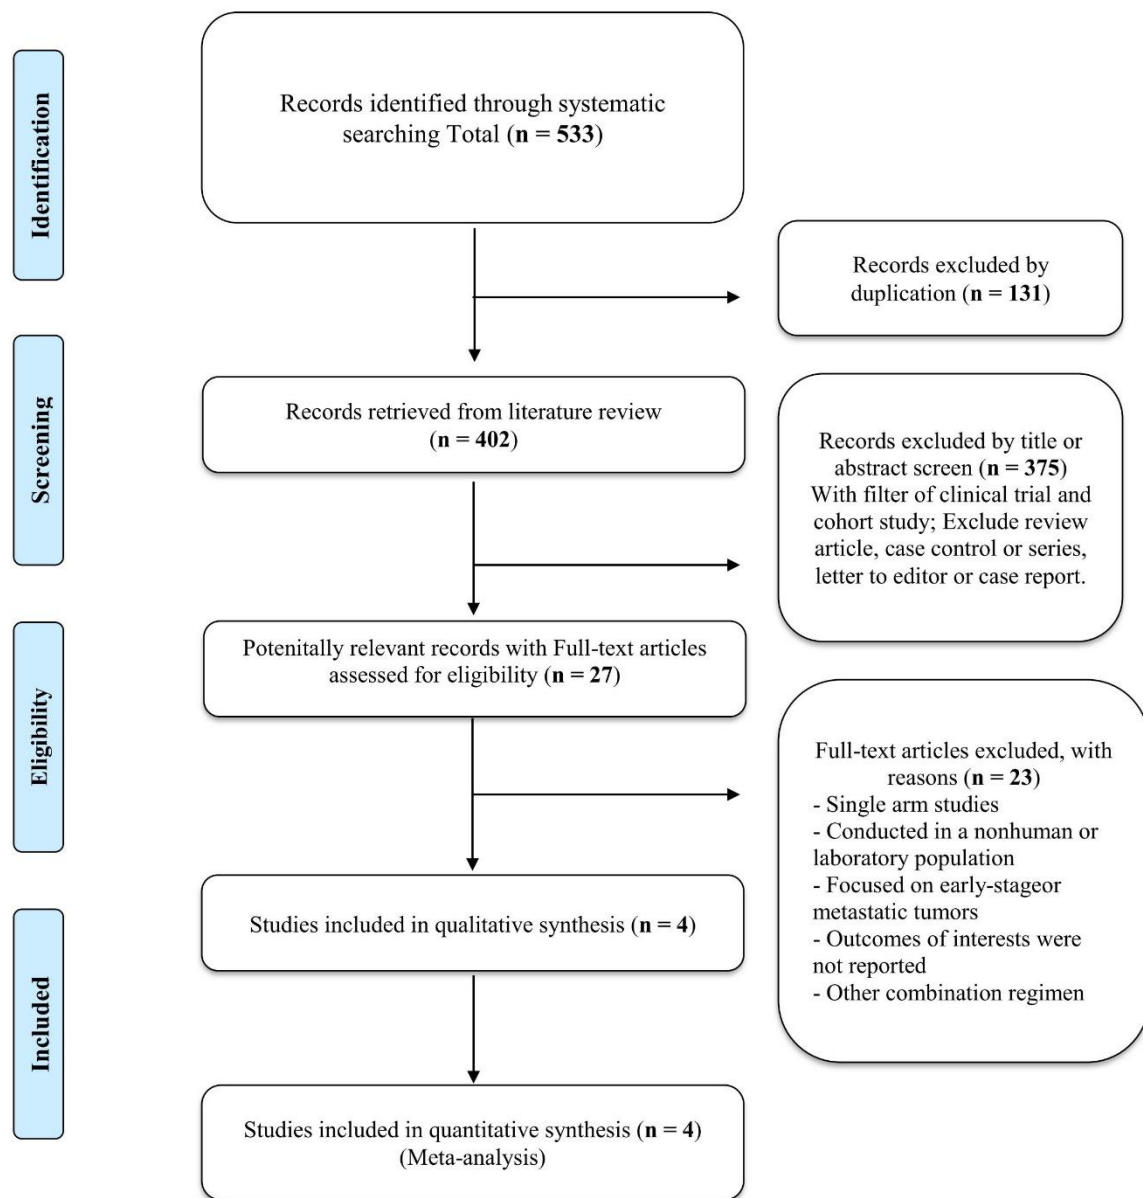 Identification
Records identified through systematic
searching Total (n = 533)
Records excluded by
duplication (n = 131)
Screening
Records retrieved from literature review
(n = 402)
Records excluded by title or
abstract screen (n = 375)
With filter of clinical trial and
cohort study; Exclude review
article, case control or series,
letter to editor or case report.
Eligibility
Potenitally relevant records with Full-text articles
assessed for eligibility (n = 27)
Full-text articles excluded, with
reasons (n = 23)
- Single arm studies
- Conducted in a nonhuman or
laboratory population
- Focused on early-stageor
metastatic tumors
- Outcomes of interests were
not reported
- Other combination regimen
Included
Studies included in qualitative synthesis (n = 4)
Studies included in quantitative synthesis (n = 4)
(Meta-analysis)